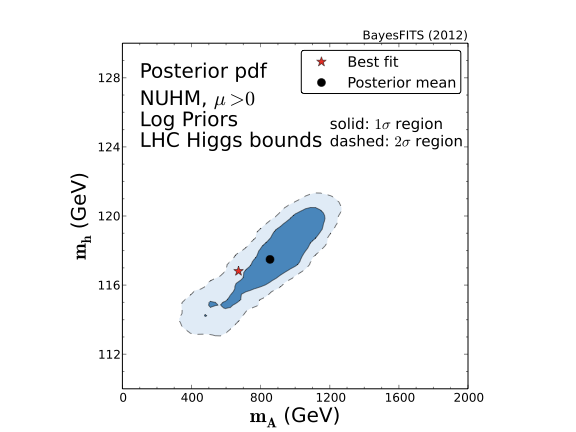 BayesFITS (2012)
Posterior pdf
NUHM, μ >0
Log Priors
LHC Higgs bounds
Best fit
Posterior mean
solid: 1σ region
dashed: 2σ region
128
124
120
116
112
m_h (GeV)
0 400 800 1200 1600 2000
m_A (GeV)